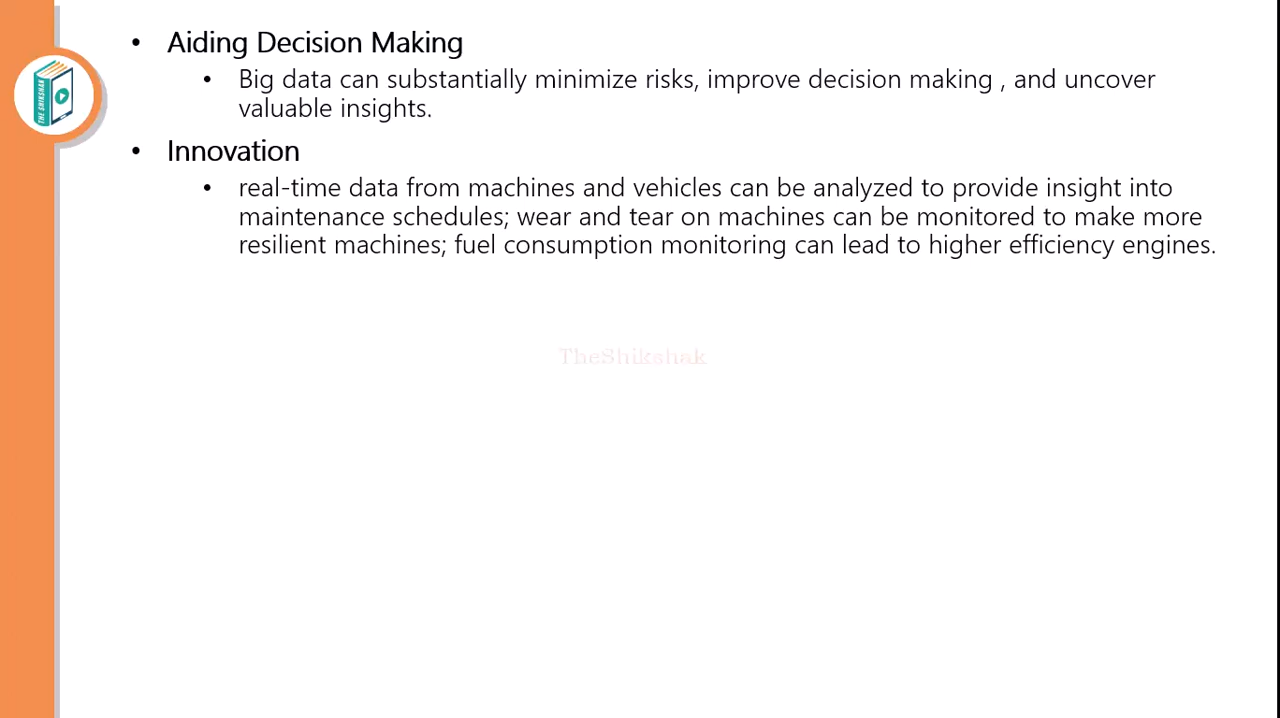 • Aiding Decision Making
• Big data can substantially minimize risks, improve decision making , and uncover
valuable insights.
• Innovation
• real-time data from machines and vehicles can be analyzed to provide insight into
maintenance schedules; wear and tear on machines can be monitored to make more
resilient machines; fuel consumption monitoring can lead to higher efficiency engines.
THE SHIKSHAK
TheShikshak